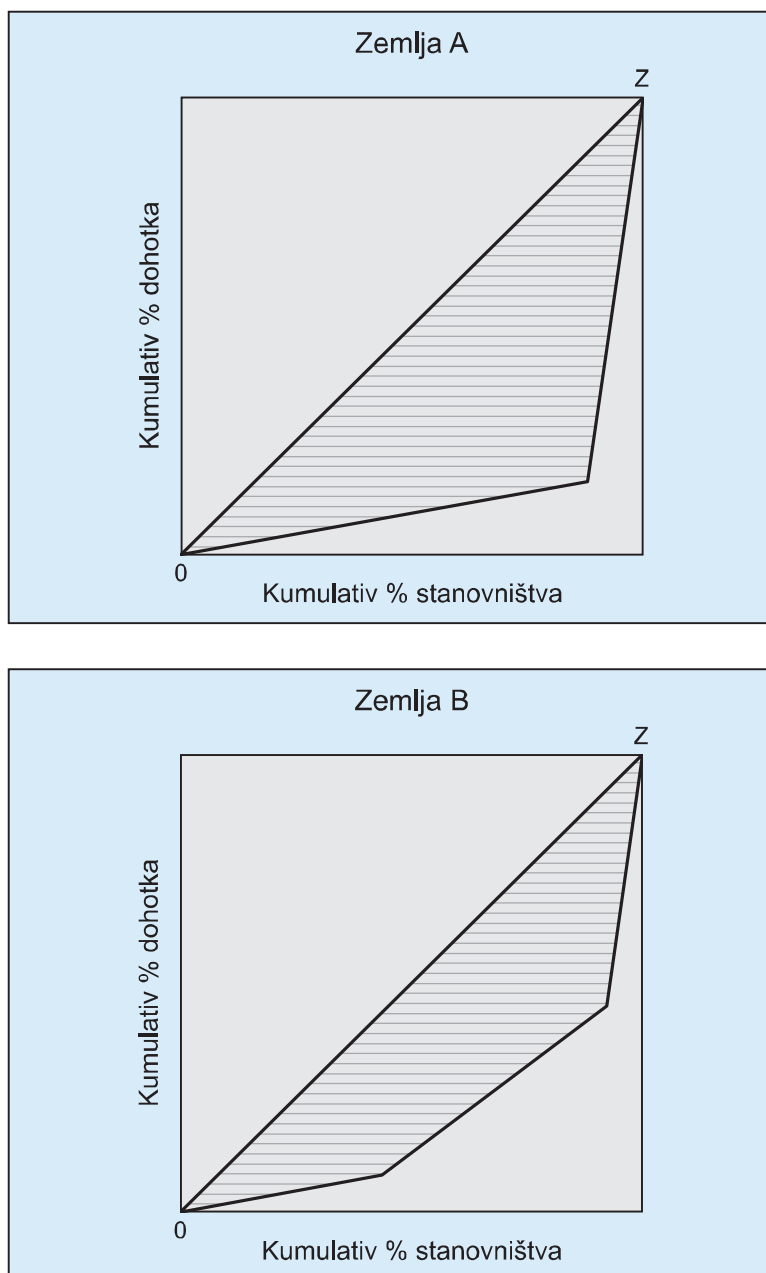 Zemlja A
Z
Kumulativ % dohotka
0
Kumulativ % stanovništva
Zemlja B
Z
Kumulativ % dohotka
0
Kumulativ % stanovništva